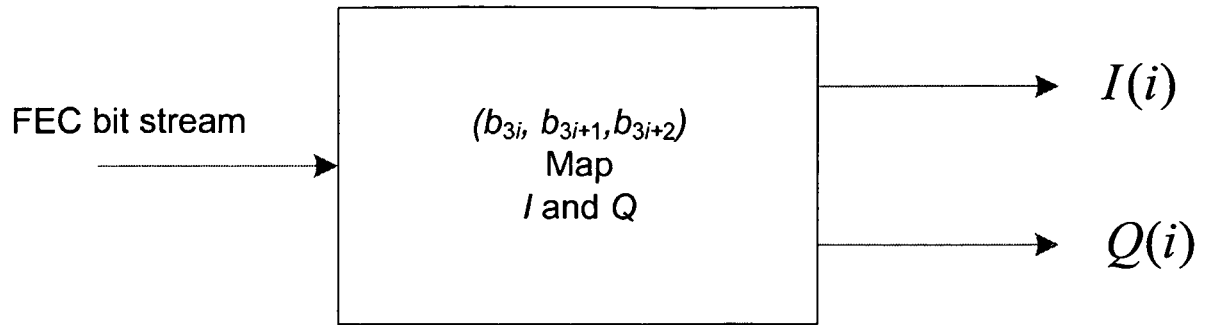 FEC bit stream
(b3i, b3i+1,b3i+2)
Map
I and Q
I(i)
Q(i)